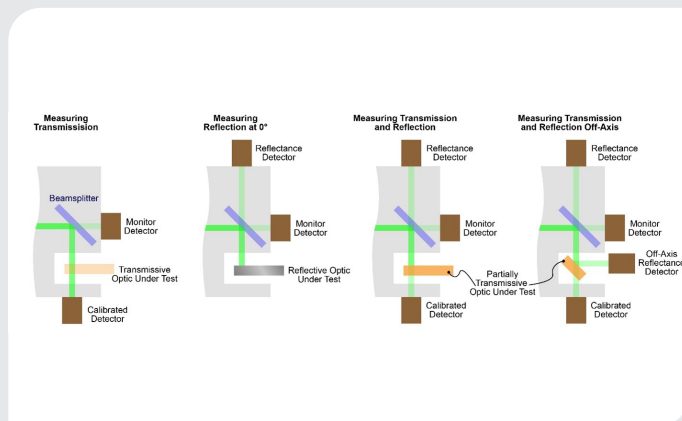 Measuring
Transmissision
Measuring
Reflection at 0°
Measuring Transmission
and Reflection
Measuring Transmission
and Reflection Off-Axis
Reflectance
Detector
Reflectance
Detector
Reflectance
Detector
Beamsplitter
Monitor
Detector
Monitor
Detector
Monitor
Detector
Monitor
Detector
Transmissive
Optic Under Test
Reflective Optic
Under Test
Partially
Transmissive
Optic Under Test
Off-Axis
Reflectance
Detector
Calibrated
Detector
Calibrated
Detector
Calibrated
Detector